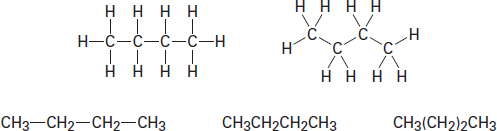 H H H H H H H H
H–C–C–C–C–H H C C C C H
H H H H H H H H
CH₃—CH₂—CH₂—CH₃ CH₃CH₂CH₂CH₃ CH₃(CH₂)₂CH₃